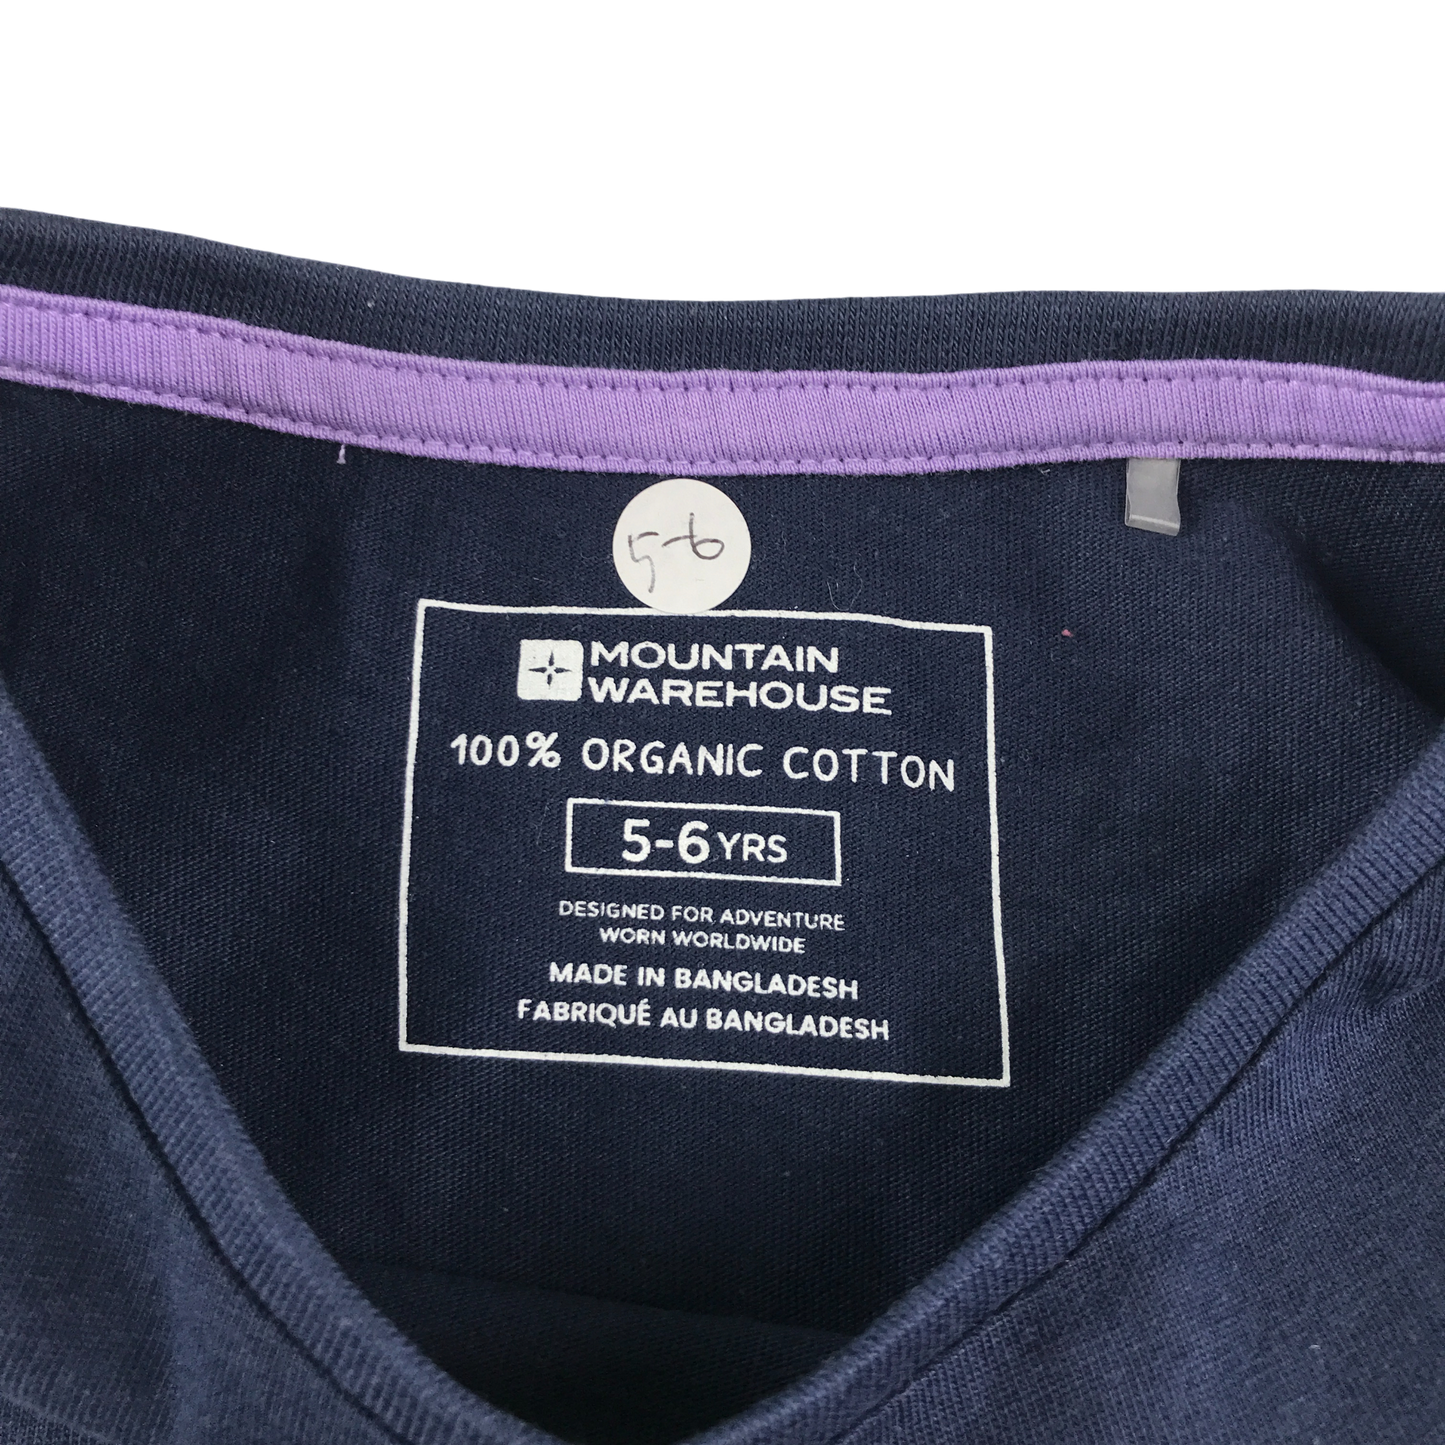 5-6
MOUNTAIN
WAREHOUSE
100% ORGANIC COTTON
5-6 YRS
DESIGNED FOR ADVENTURE
WORN WORLDWIDE
MADE IN BANGLADESH
FABRIQUÉ AU BANGLADESH